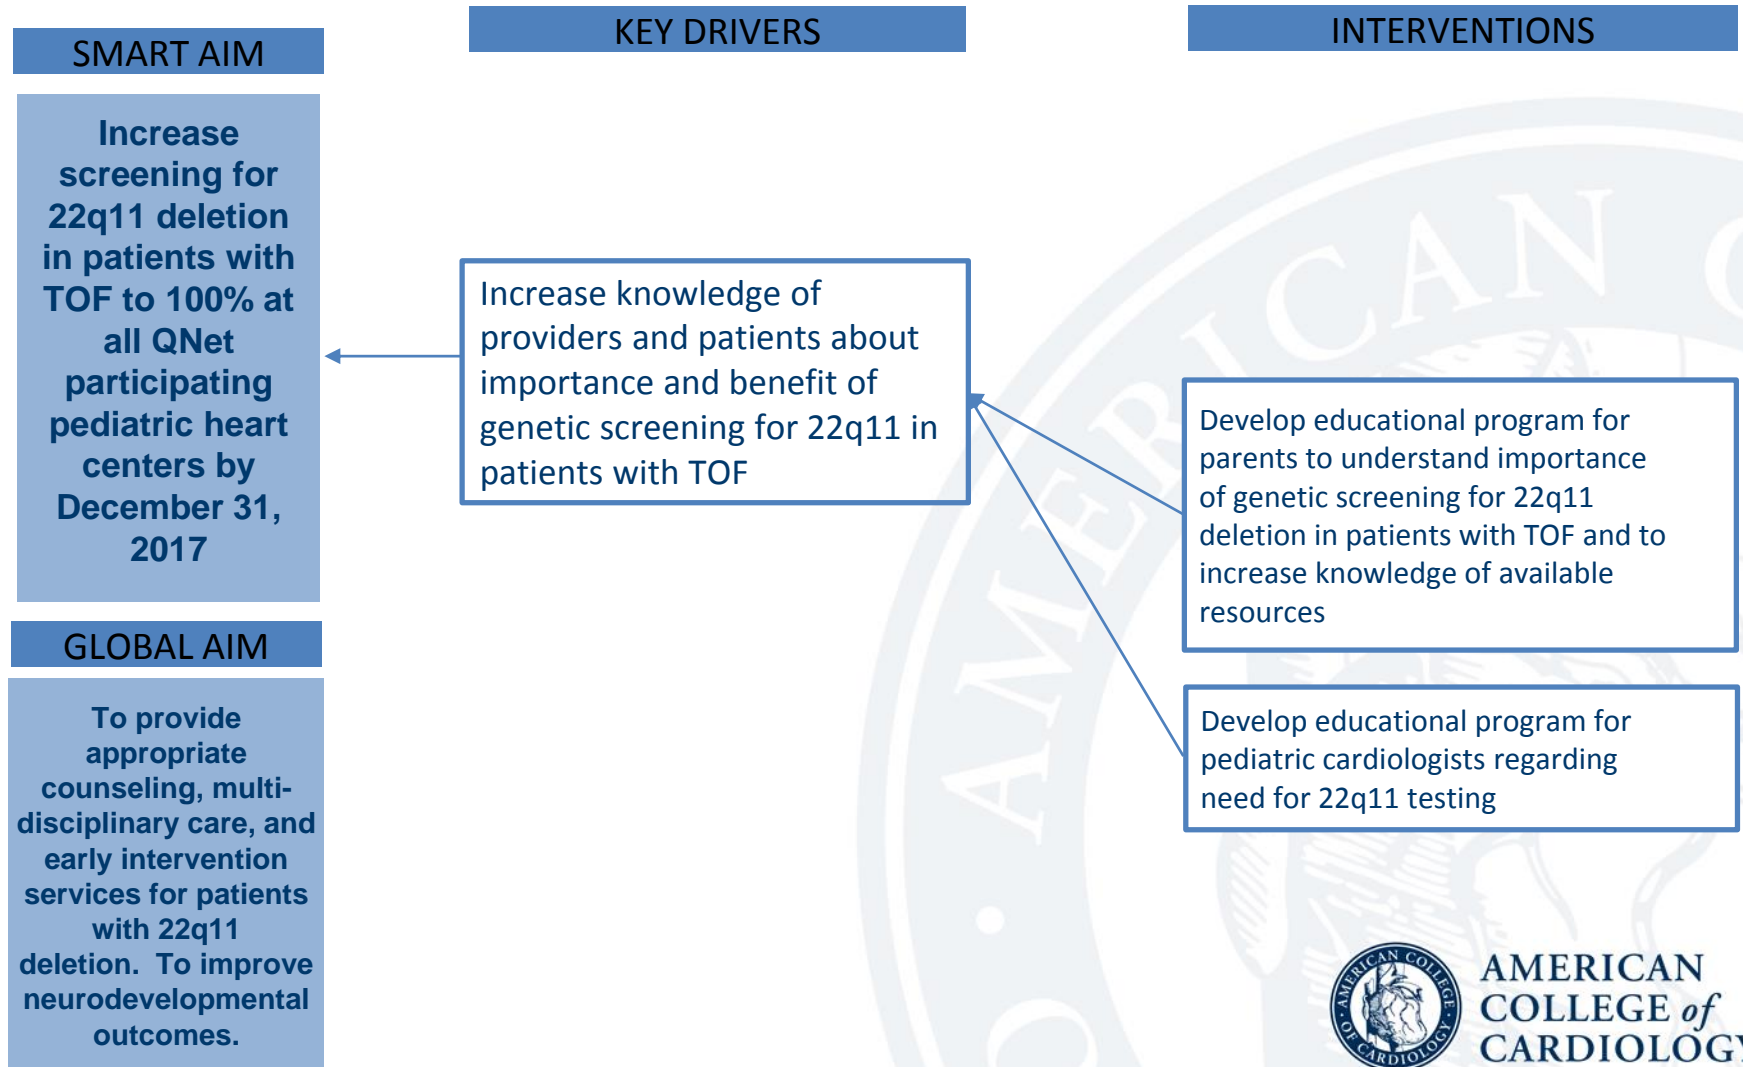 SMART AIM
Increase
screening for
22q11 deletion
in patients with
TOF to 100% at
all QNet
participating
pediatric heart
centers by
December 31,
2017
GLOBAL AIM
To provide
appropriate
counseling, multi-
disciplinary care, and
early intervention
services for patients
with 22q11
deletion.  To improve
neurodevelopmental
outcomes.
KEY DRIVERS
Increase knowledge of
providers and patients about
importance and benefit of
genetic screening for 22q11 in
patients with TOF
INTERVENTIONS
Develop educational program for
parents to understand importance
of genetic screening for 22q11
deletion in patients with TOF and to
increase knowledge of available
resources
Develop educational program for
pediatric cardiologists regarding
need for 22q11 testing
AMERICAN COLLEGE OF CARDIOLOGY
AMERICAN
COLLEGE of
CARDIOLOGY
AMERICAN C